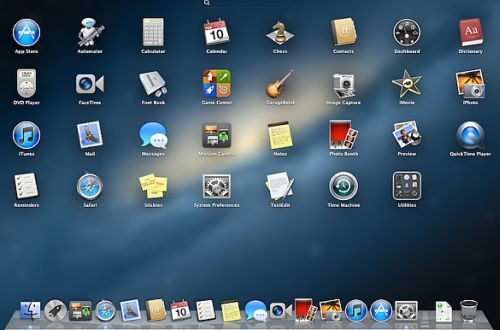 App Store Automator Calculator Calendar Chess Contacts Dashboard Dictionary
10
DVD Player FaceTime Font Book Game Center GarageBand Image Capture iMovie iPhoto
iTunes Mail Messages Mission Control Notes Photo Booth Preview QuickTime Player
Reminders Safari Stickies System Preferences TextEdit Time Machine Utilities
10